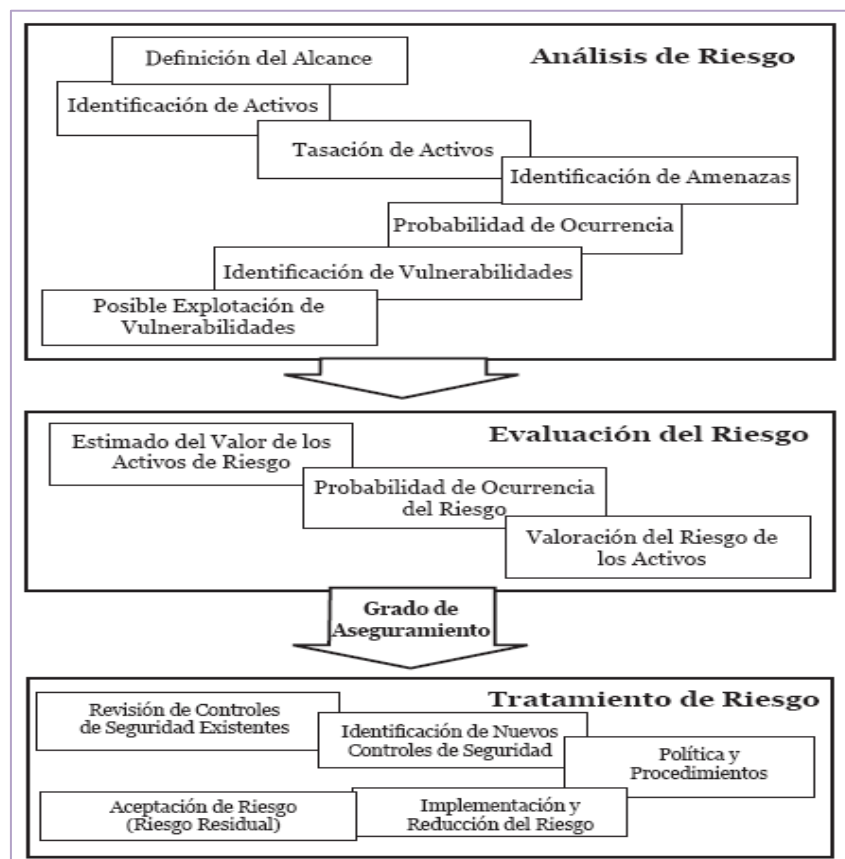 Análisis de Riesgo
Definición del Alcance
Identificación de Activos
Tasación de Activos
Identificación de Amenazas
Probabilidad de Ocurrencia
Identificación de Vulnerabilidades
Posible Explotación de
Vulnerabilidades
Evaluación del Riesgo
Estimado del Valor de los
Activos de Riesgo
Probabilidad de Ocurrencia
del Riesgo
Valoración del Riesgo de
los Activos
Grado de
Aseguramiento
Tratamiento de Riesgo
Revisión de Controles
de Seguridad Existentes
Identificación de Nuevos
Controles de Seguridad
Política y
Procedimientos
Implementación y
Reducción del Riesgo
Aceptación de Riesgo
(Riesgo Residual)